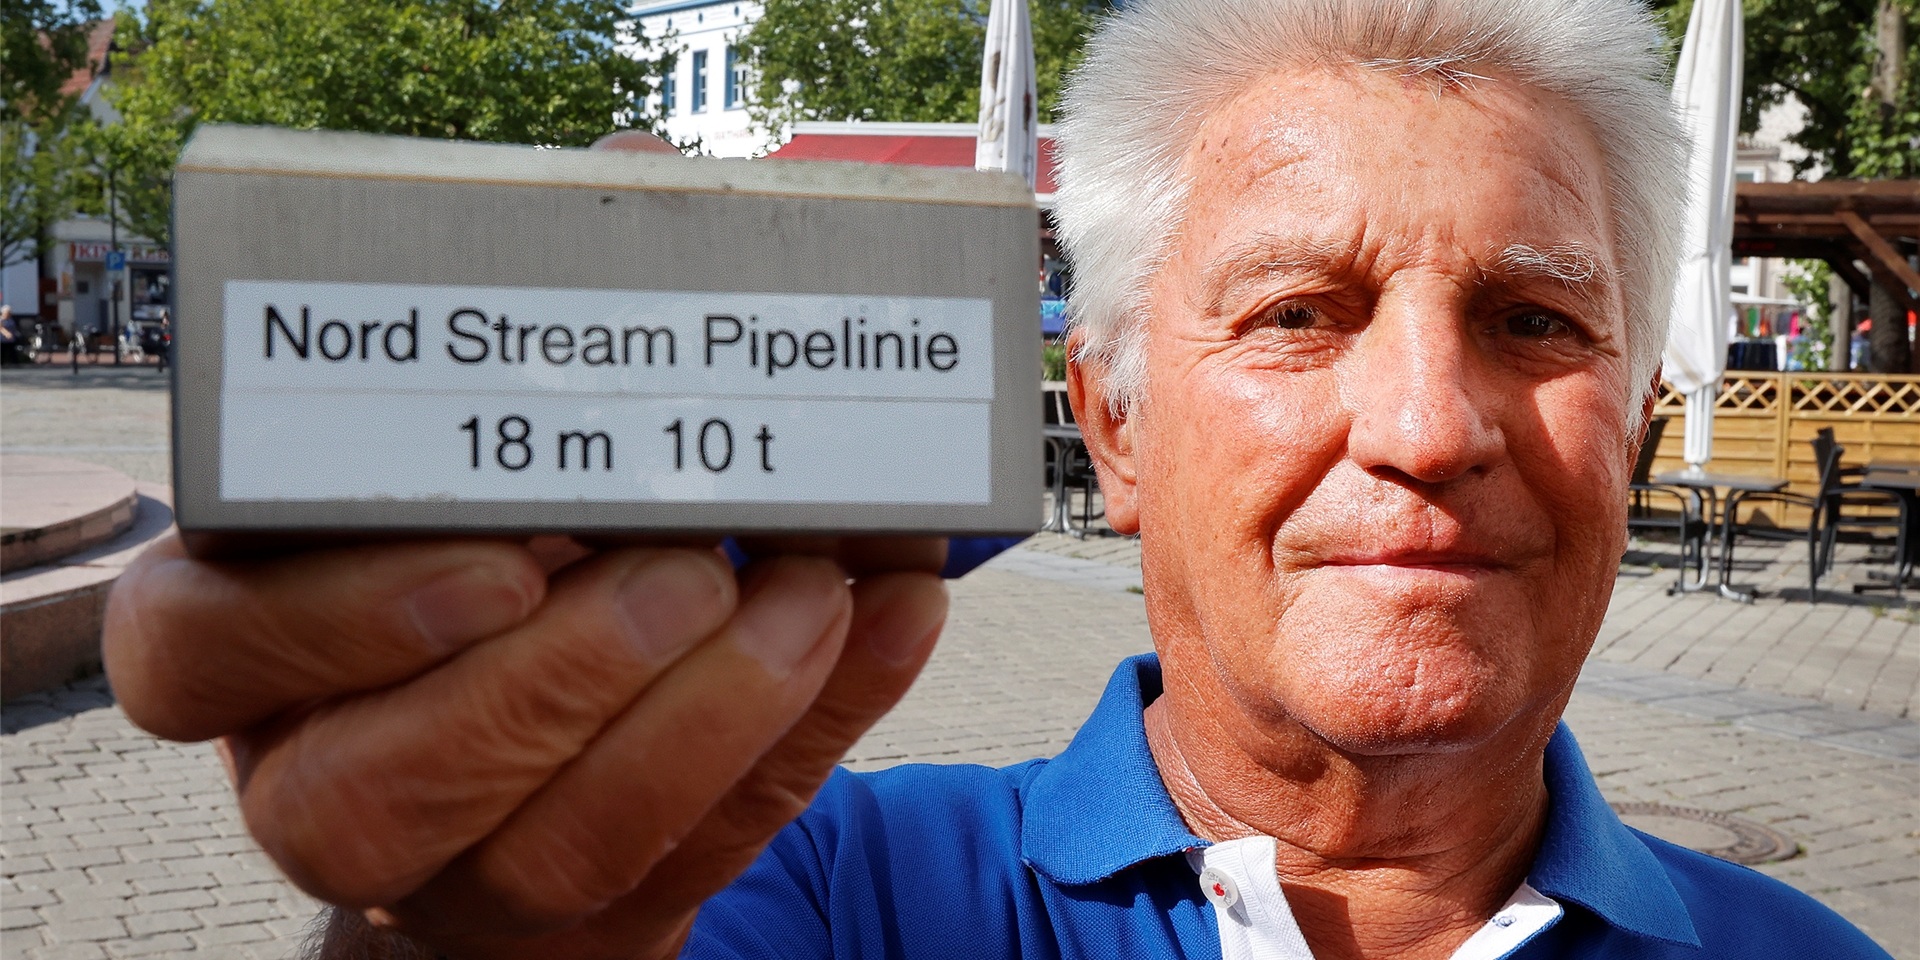 Nord Stream Pipelinie
18 m 10 t